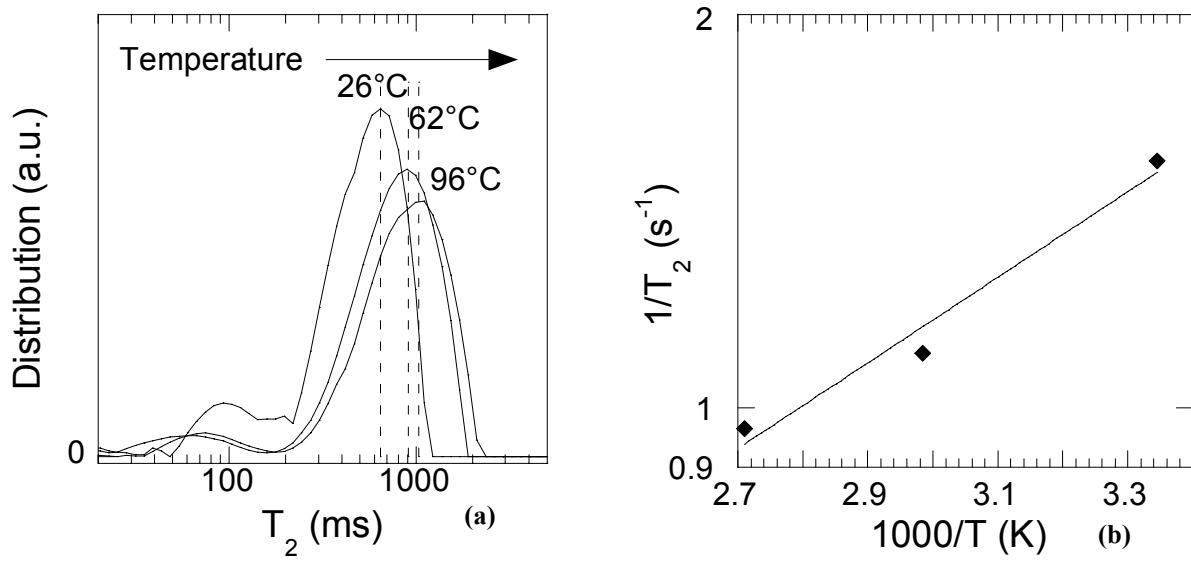 Temperature
26°C
62°C
96°C
Distribution (a.u.)
0
100
1000
T2 (ms)
(a)
2
1
0.9
1/T2 (s-1)
2.7
2.9
3.1
3.3
1000/T (K)
(b)